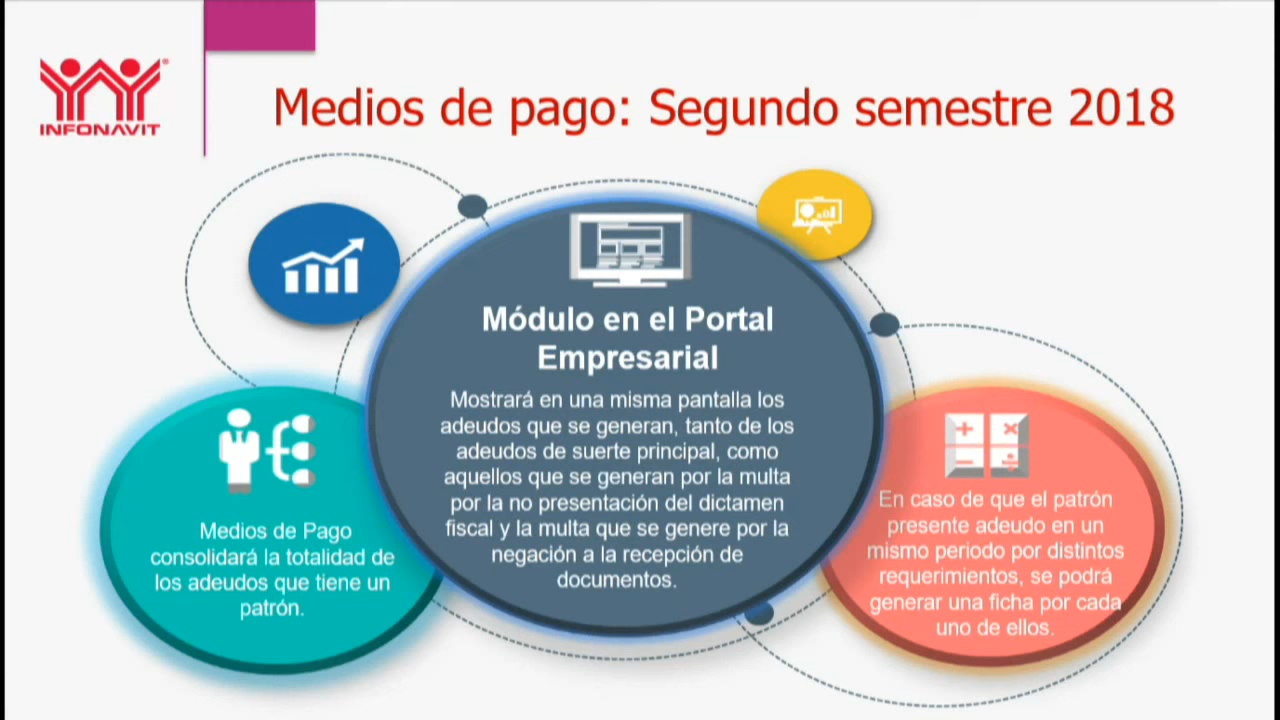 INFONAVIT
Medios de pago: Segundo semestre 2018
Módulo en el Portal
Empresarial
Mostrará en una misma pantalla los
adeudos que se generan, tanto de los
adeudos de suerte principal, como
aquellos que se generan por la multa
por la no presentación del dictamen
fiscal y la multa que se genere por la
negación a la recepción de
documentos.
Medios de Pago
consolidará la totalidad de
los adeudos que tiene un
patrón.
En caso de que el patrón
presente adeudo en un
mismo periodo por distintos
requerimientos, se podrá
generar una ficha por cada
uno de ellos.